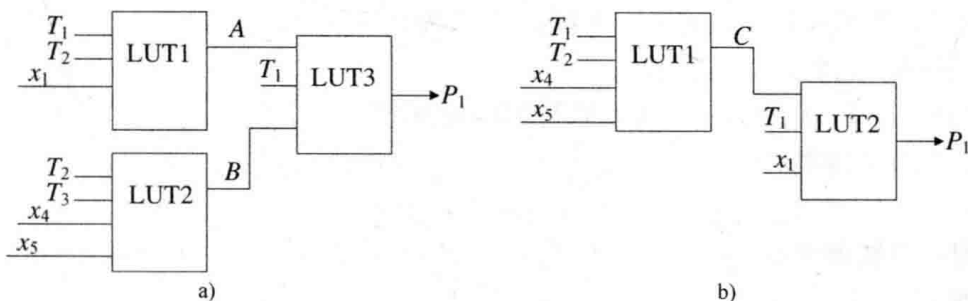 T₁
T₂
x₁
LUT1
A
T₁
LUT3
P₁
T₂
T₃
x₄
x₅
LUT2
B
a)
T₁
T₂
x₄
x₅
LUT1
C
T₁
x₁
LUT2
P₁
b)